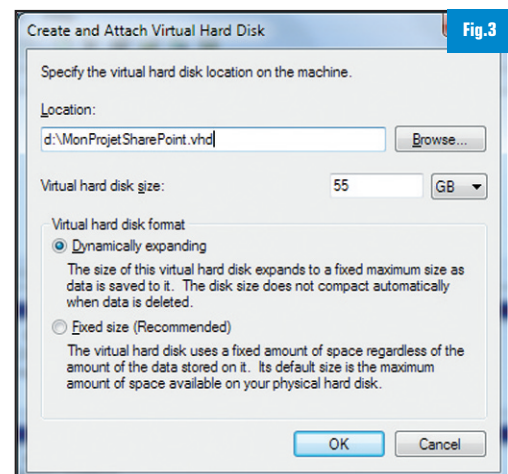 Create and Attach Virtual Hard Disk
Fig.3
Specify the virtual hard disk location on the machine.
Location:
d:\MonProjetSharePoint.vhd
Browse...
Virtual hard disk size:
55
GB
Virtual hard disk format
Dynamically expanding
The size of this virtual hard disk expands to a fixed maximum size as
data is saved to it. The disk size does not compact automatically
when data is deleted.
Fixed size (Recommended)
The virtual hard disk uses a fixed amount of space regardless of the
amount of the data stored on it. Its default size is the maximum
amount of space available on your physical hard disk.
OK
Cancel